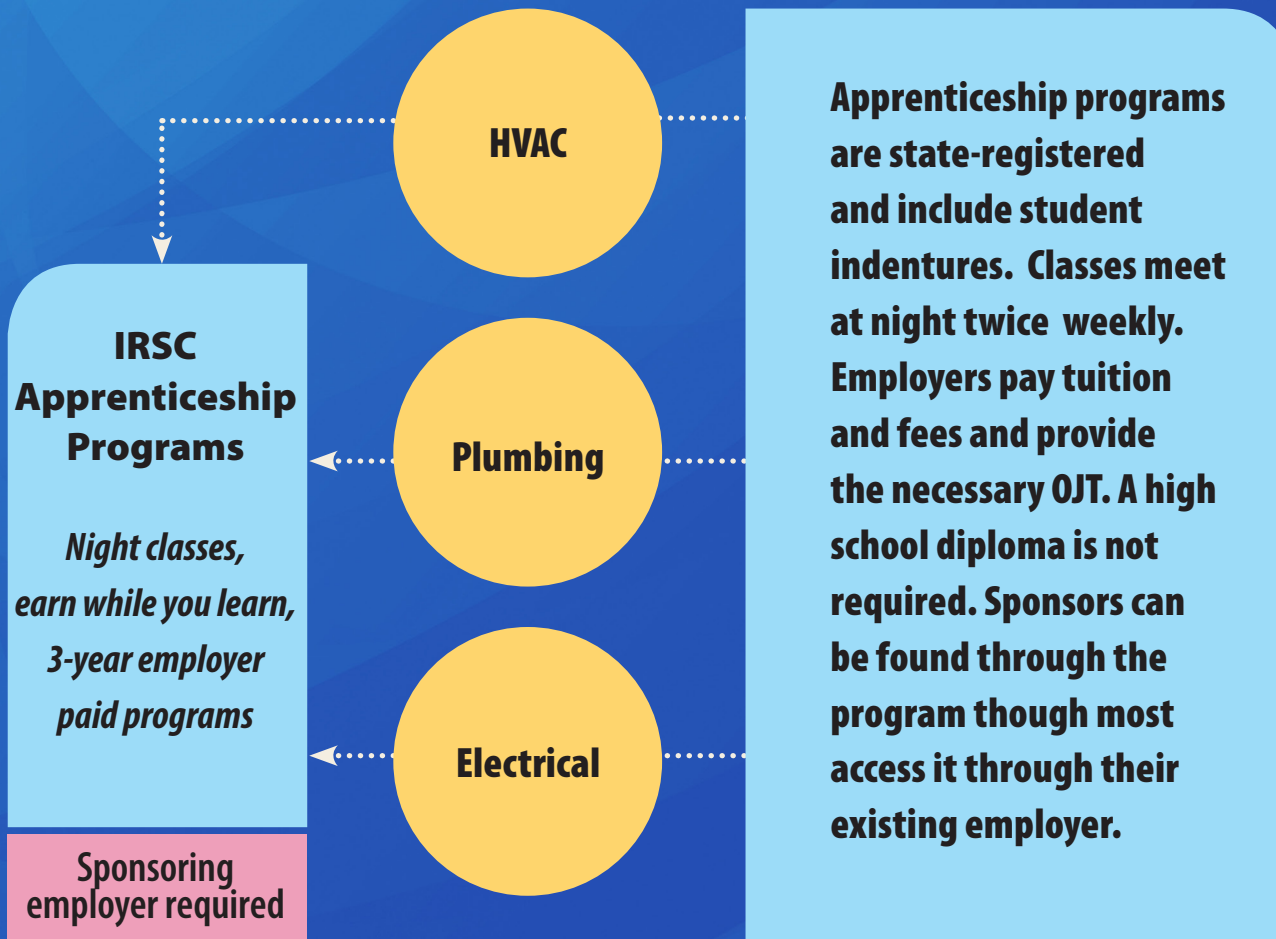 IRSC
Apprenticeship
Programs
Night classes,
earn while you learn,
3-year employer
paid programs
Sponsoring
employer required
HVAC
Plumbing
Electrical
Apprenticeship programs
are state-registered
and include student
indentures.  Classes meet
at night twice  weekly.
Employers pay tuition
and fees and provide
the necessary OJT. A high
school diploma is not
required. Sponsors can
be found through the
program though most
access it through their
existing employer.